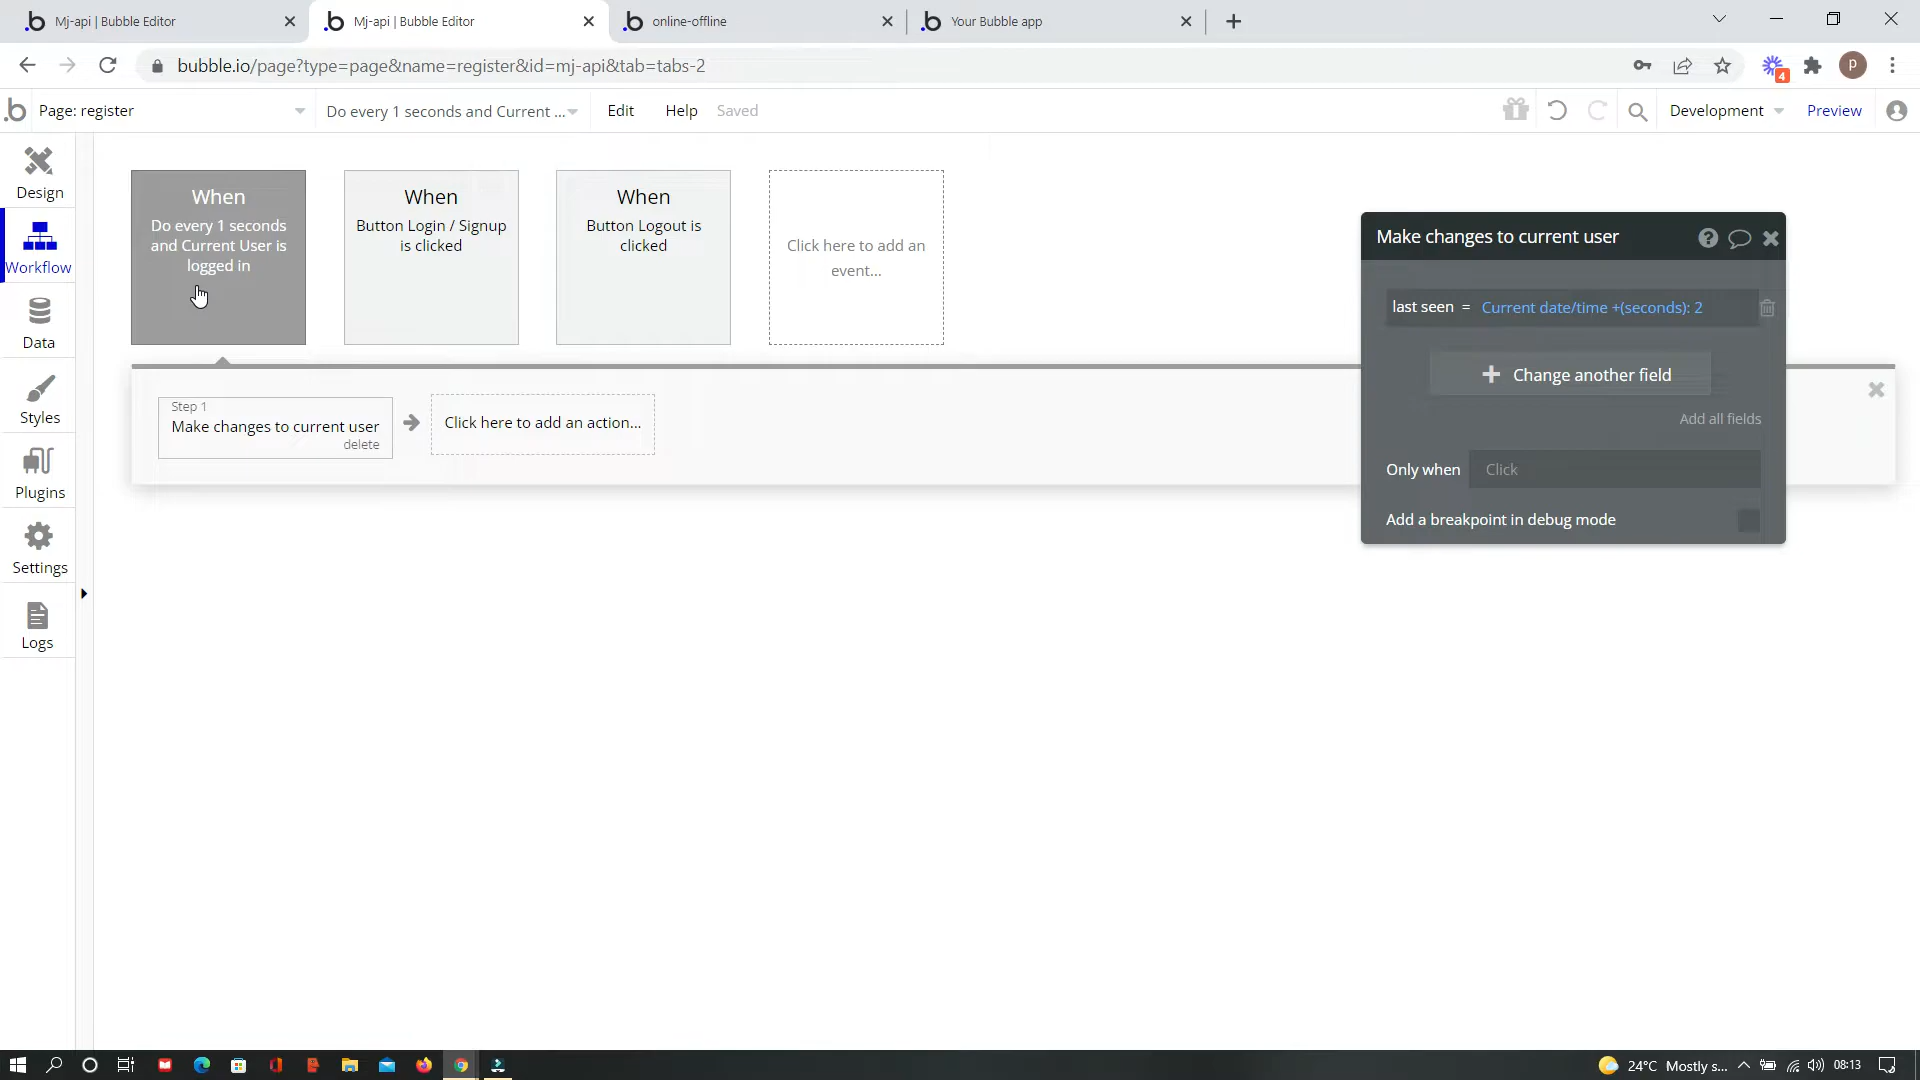 Mj-api | Bubble Editor
Mj-api | Bubble Editor
online-offline
Your Bubble app
bubble.io/page?type=page&name=register&id=mj-api&tab=tabs-2
4
P
Page: register
Do every 1 seconds and Current ...
Edit
Help
Saved
Development
Preview
Design
Workflow
Data
Styles
Plugins
Settings
Logs
When
Do every 1 seconds
and Current User is
logged in
When
Button Login / Signup
is clicked
When
Button Logout is
clicked
Click here to add an
event...
Step 1
Make changes to current user
delete
Click here to add an action...
Make changes to current user
last seen = Current date/time +(seconds): 2
Change another field
Add all fields
Only when Click
Add a breakpoint in debug mode
24°C Mostly s...
08:13